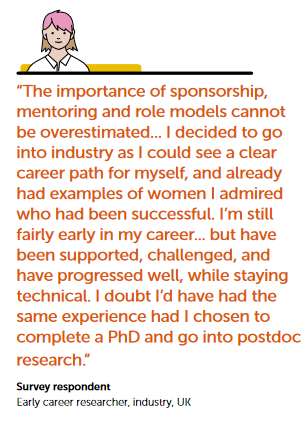 “The importance of sponsorship,
mentoring and role models cannot
be overestimated... I decided to go
into industry as I could see a clear
career path for myself, and already
had examples of women I admired
who had been successful. I’m still
fairly early in my career... but have
been supported, challenged, and
have progressed well, while staying
technical. I doubt I’d have had the
same experience had I chosen to
complete a PhD and go into postdoc
research.”
Survey respondent
Early career researcher, industry, UK